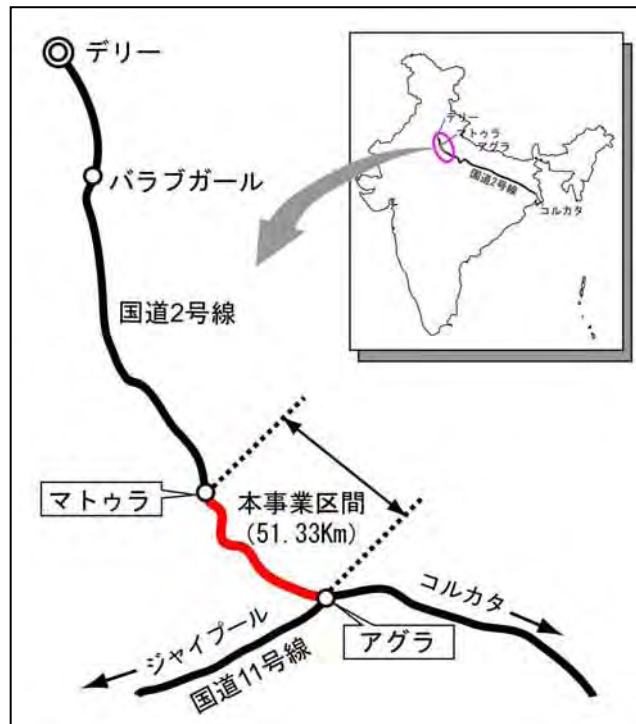 デリー
バラブガール
国道2号線
マトゥラ
本事業区間
(51.33Km)
コルカタ
アグラ
ジャイプール
国道11号線
デリー
マトゥラ
アグラ
国道2号線
コルカタ